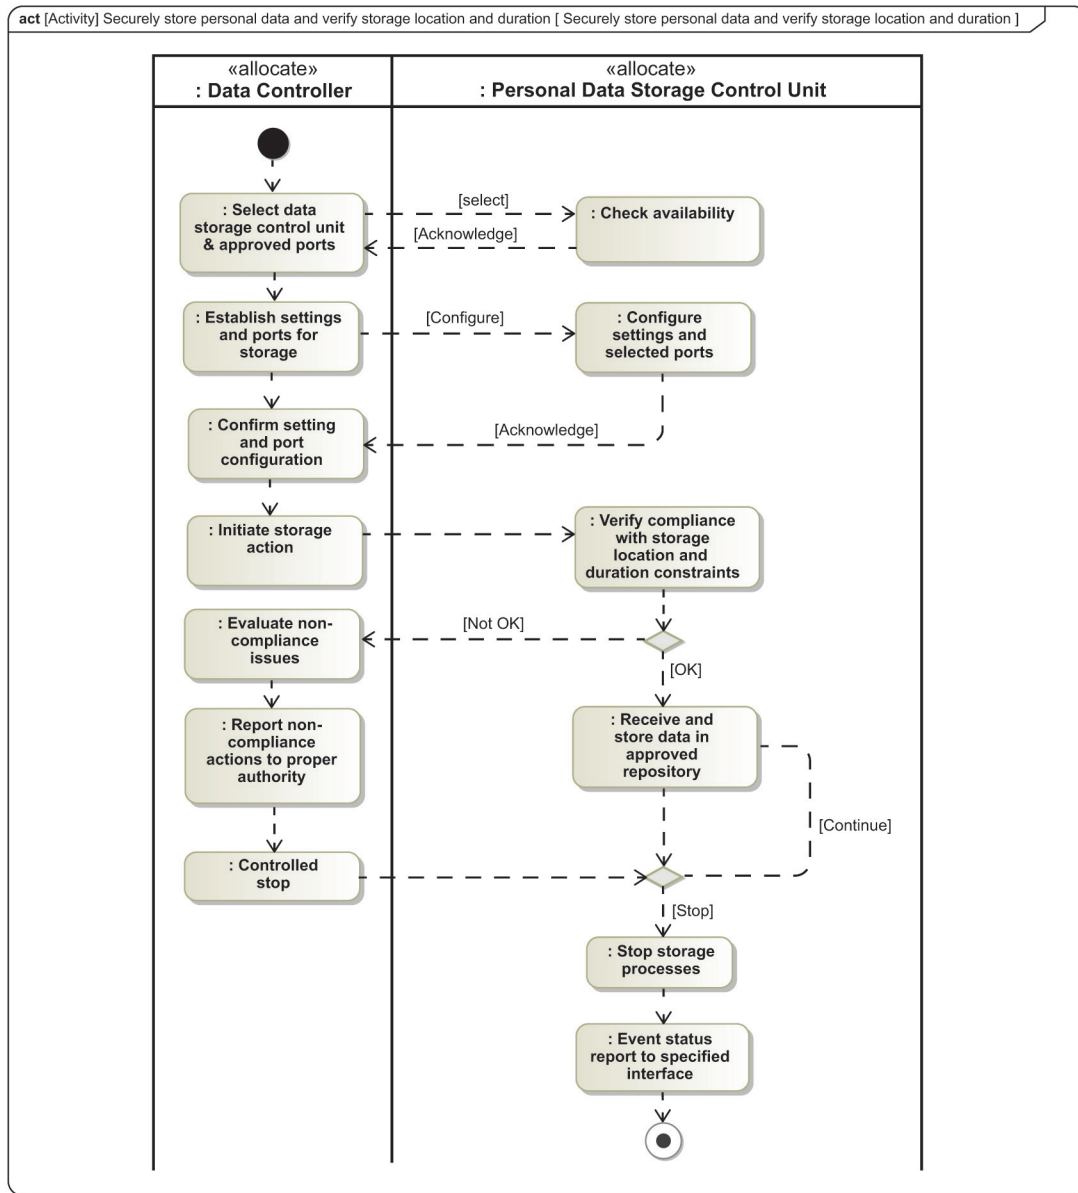 act [Activity] Securely store personal data and verify storage location and duration [ Securely store personal data and verify storage location and duration ]
«allocate»
: Data Controller
«allocate»
: Personal Data Storage Control Unit
: Select data
storage control unit
& approved ports
[select]
[Acknowledge]
: Check availability
: Establish settings
and ports for
storage
[Configure]
: Configure
settings and
selected ports
: Confirm setting
and port
configuration
[Acknowledge]
: Initiate storage
action
: Verify compliance
with storage
location and
duration constraints
: Evaluate non-
compliance
issues
[Not OK]
[OK]
: Report non-
compliance
actions to proper
authority
: Receive and
store data in
approved
repository
[Continue]
: Controlled
stop
[Stop]
: Stop storage
processes
: Event status
report to specified
interface